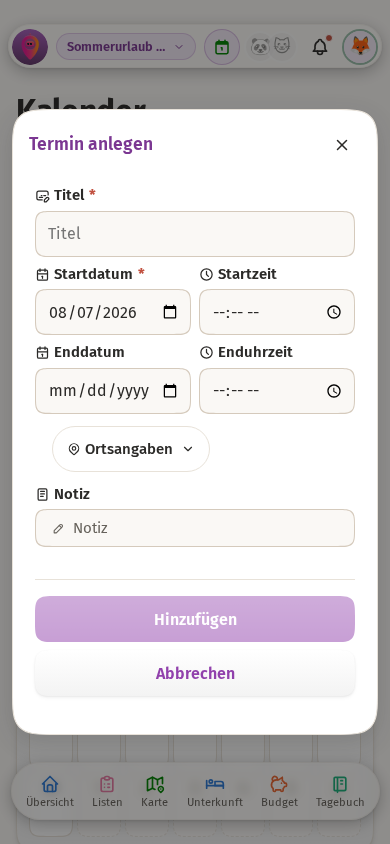 Sommerurlaub ...
Kalender
Termin anlegen
Titel *
Titel
Startdatum *
Startzeit
08/07/2026
--:-- --
Enddatum
Enduhrzeit
mm/dd/yyyy
--:-- --
Ortsangaben
Notiz
Notiz
Hinzufügen
Abbrechen
Übersicht
Listen
Karte
Unterkunft
Budget
Tagebuch